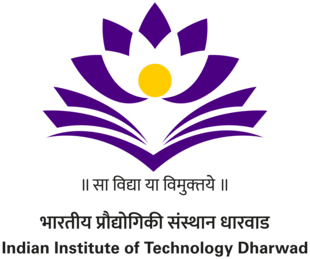 ॥ सा विद्या या विमुक्तये ॥
भारतीय प्रौद्योगिकी संस्थान धारवाड
Indian Institute of Technology Dharwad